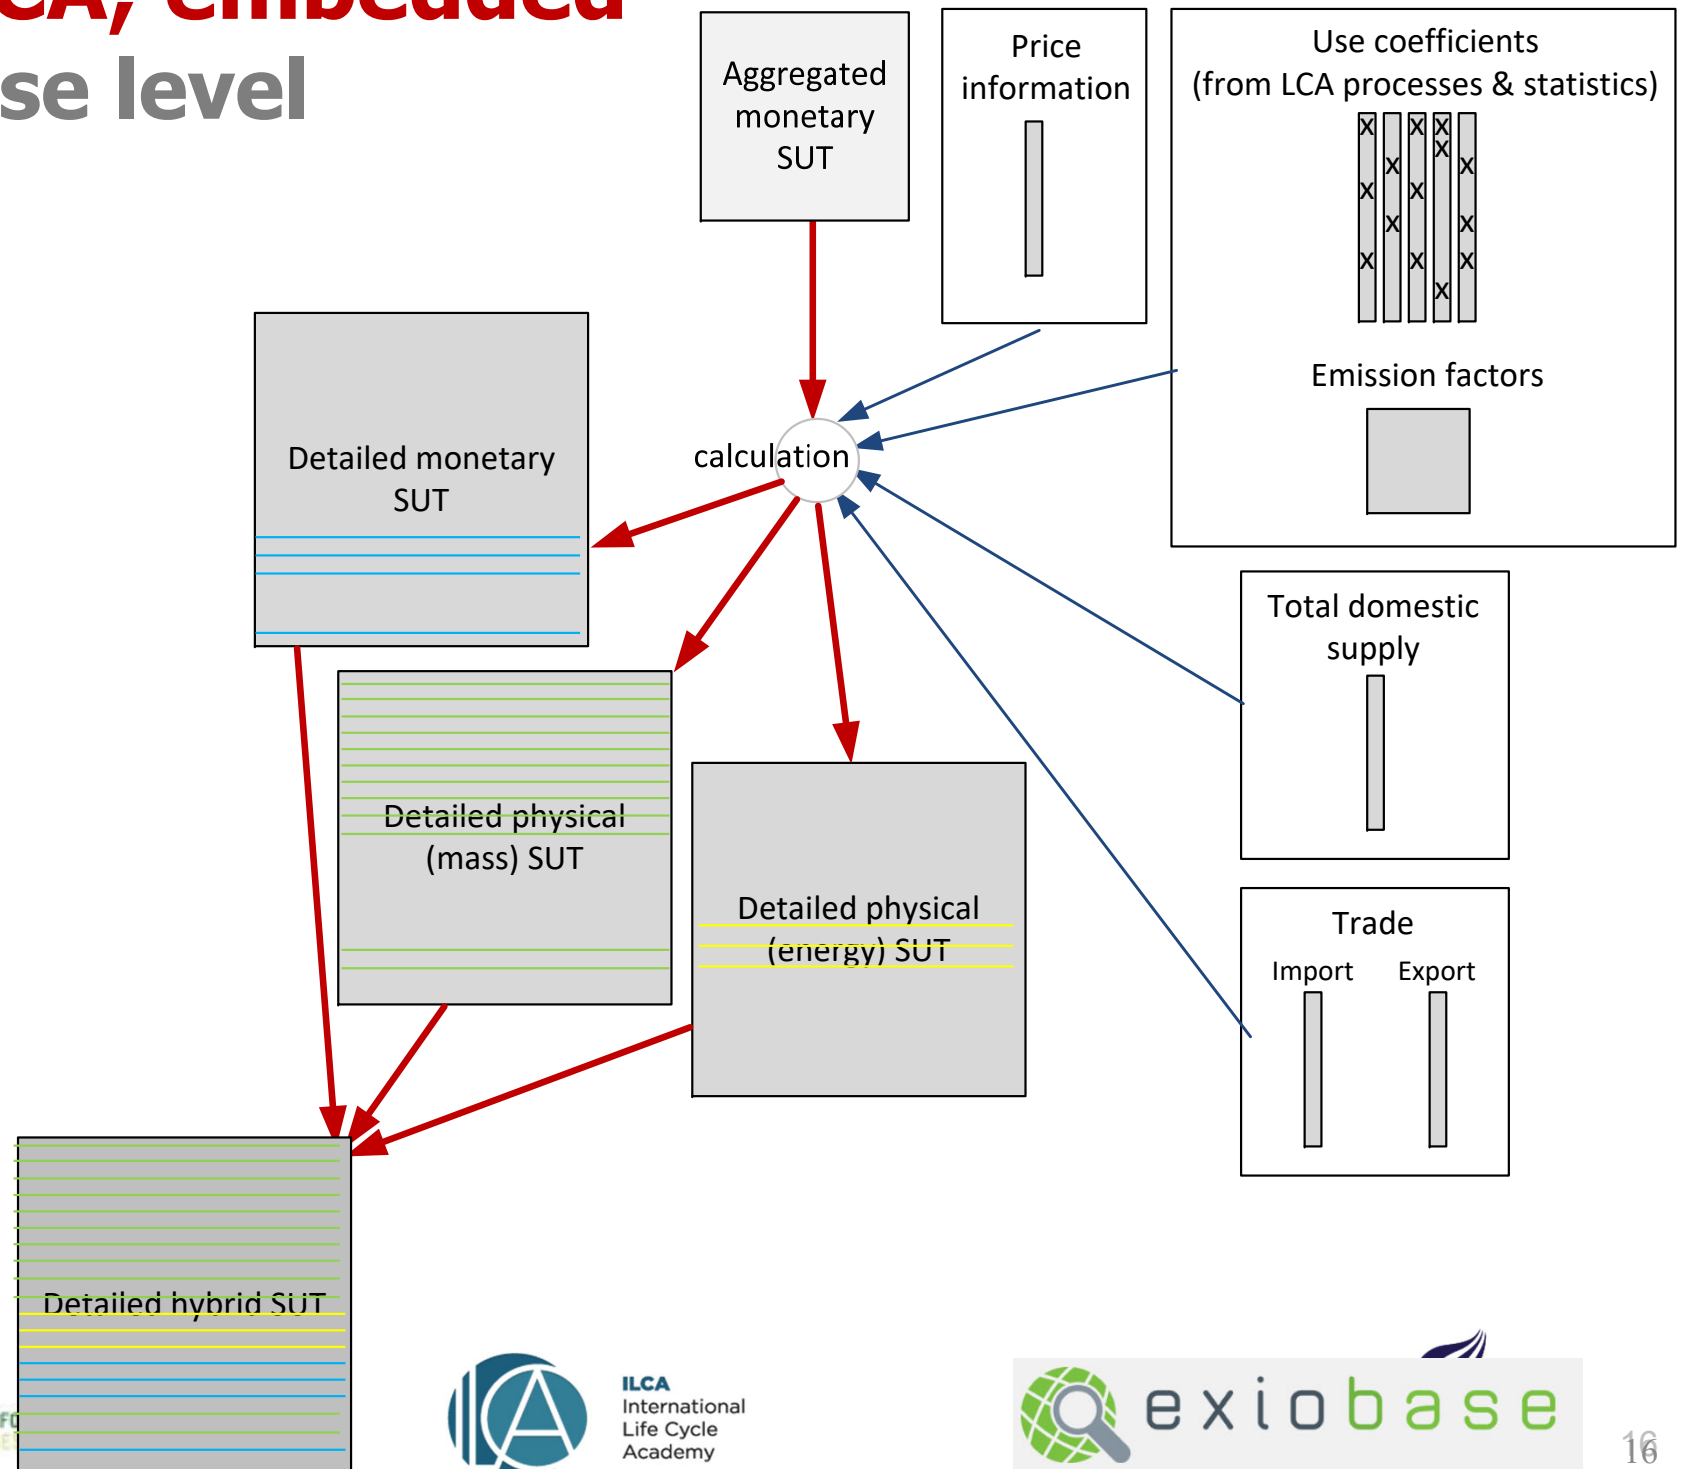 CA, embedded
se level
Aggregated
monetary
SUT
Price
information
Use coefficients
(from LCA processes & statistics)
X X X
X
X X
X X
X X
X X X
X
Emission factors
calculation
Detailed monetary
SUT
Total domestic
supply
Detailed physical
(mass) SUT
Detailed physical
(energy) SUT
Trade
Import Export
Detailed hybrid SUT
ILCA
International
Life Cycle
Academy
exiobase
16